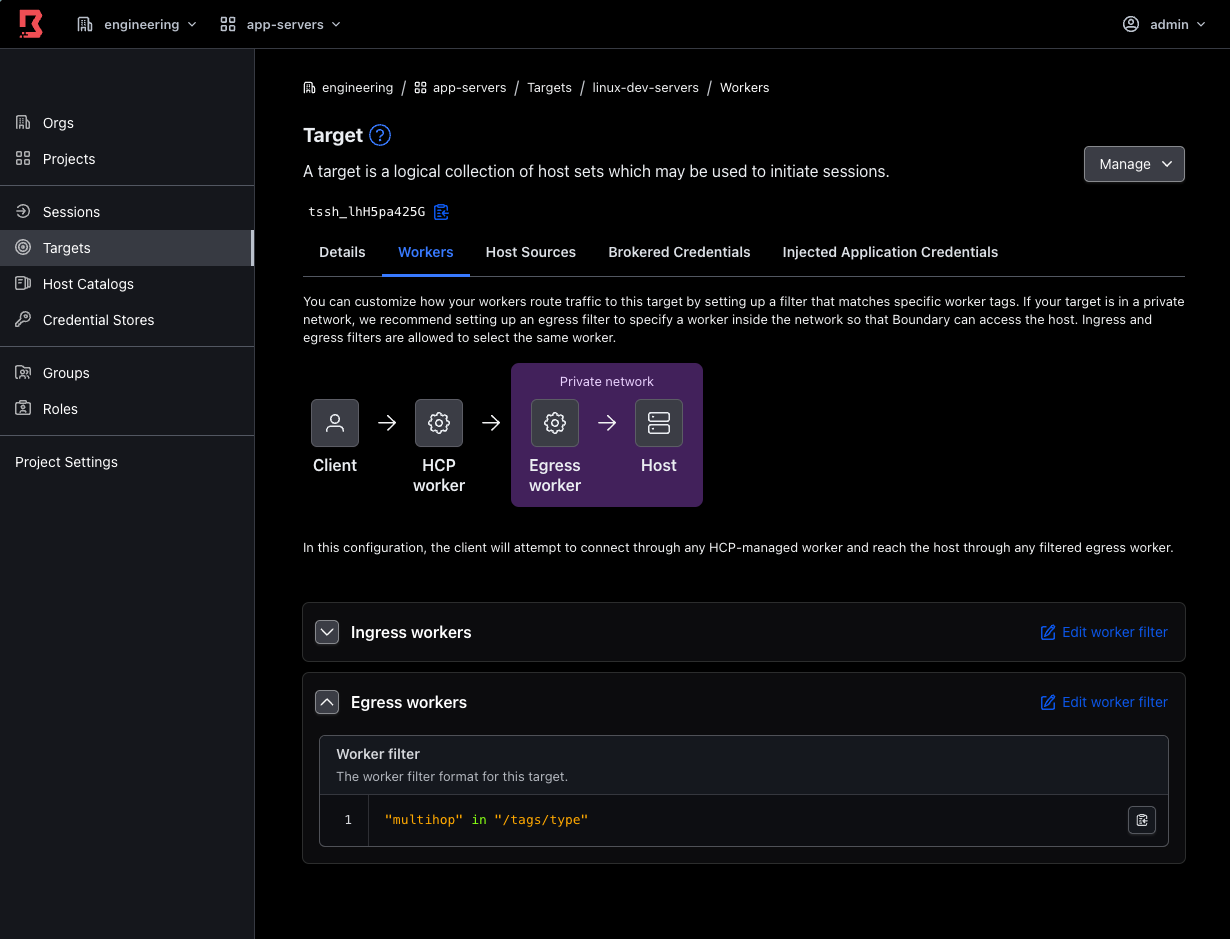 engineering app-servers admin
engineering / app-servers / Targets / linux-dev-servers / Workers
Orgs
Projects
Sessions
Targets
Host Catalogs
Credential Stores
Groups
Roles
Project Settings
Target ?
A target is a logical collection of host sets which may be used to initiate sessions.
Manage
tssh_lhH5pa425G
Details Workers Host Sources Brokered Credentials Injected Application Credentials
You can customize how your workers route traffic to this target by setting up a filter that matches specific worker tags. If your target is in a private
network, we recommend setting up an egress filter to specify a worker inside the network so that Boundary can access the host. Ingress and
egress filters are allowed to select the same worker.
Private network
Client
HCP
worker
Egress
worker
Host
In this configuration, the client will attempt to connect through any HCP-managed worker and reach the host through any filtered egress worker.
Ingress workers Edit worker filter
Egress workers Edit worker filter
Worker filter
The worker filter format for this target.
1 "multihop" in "/tags/type"